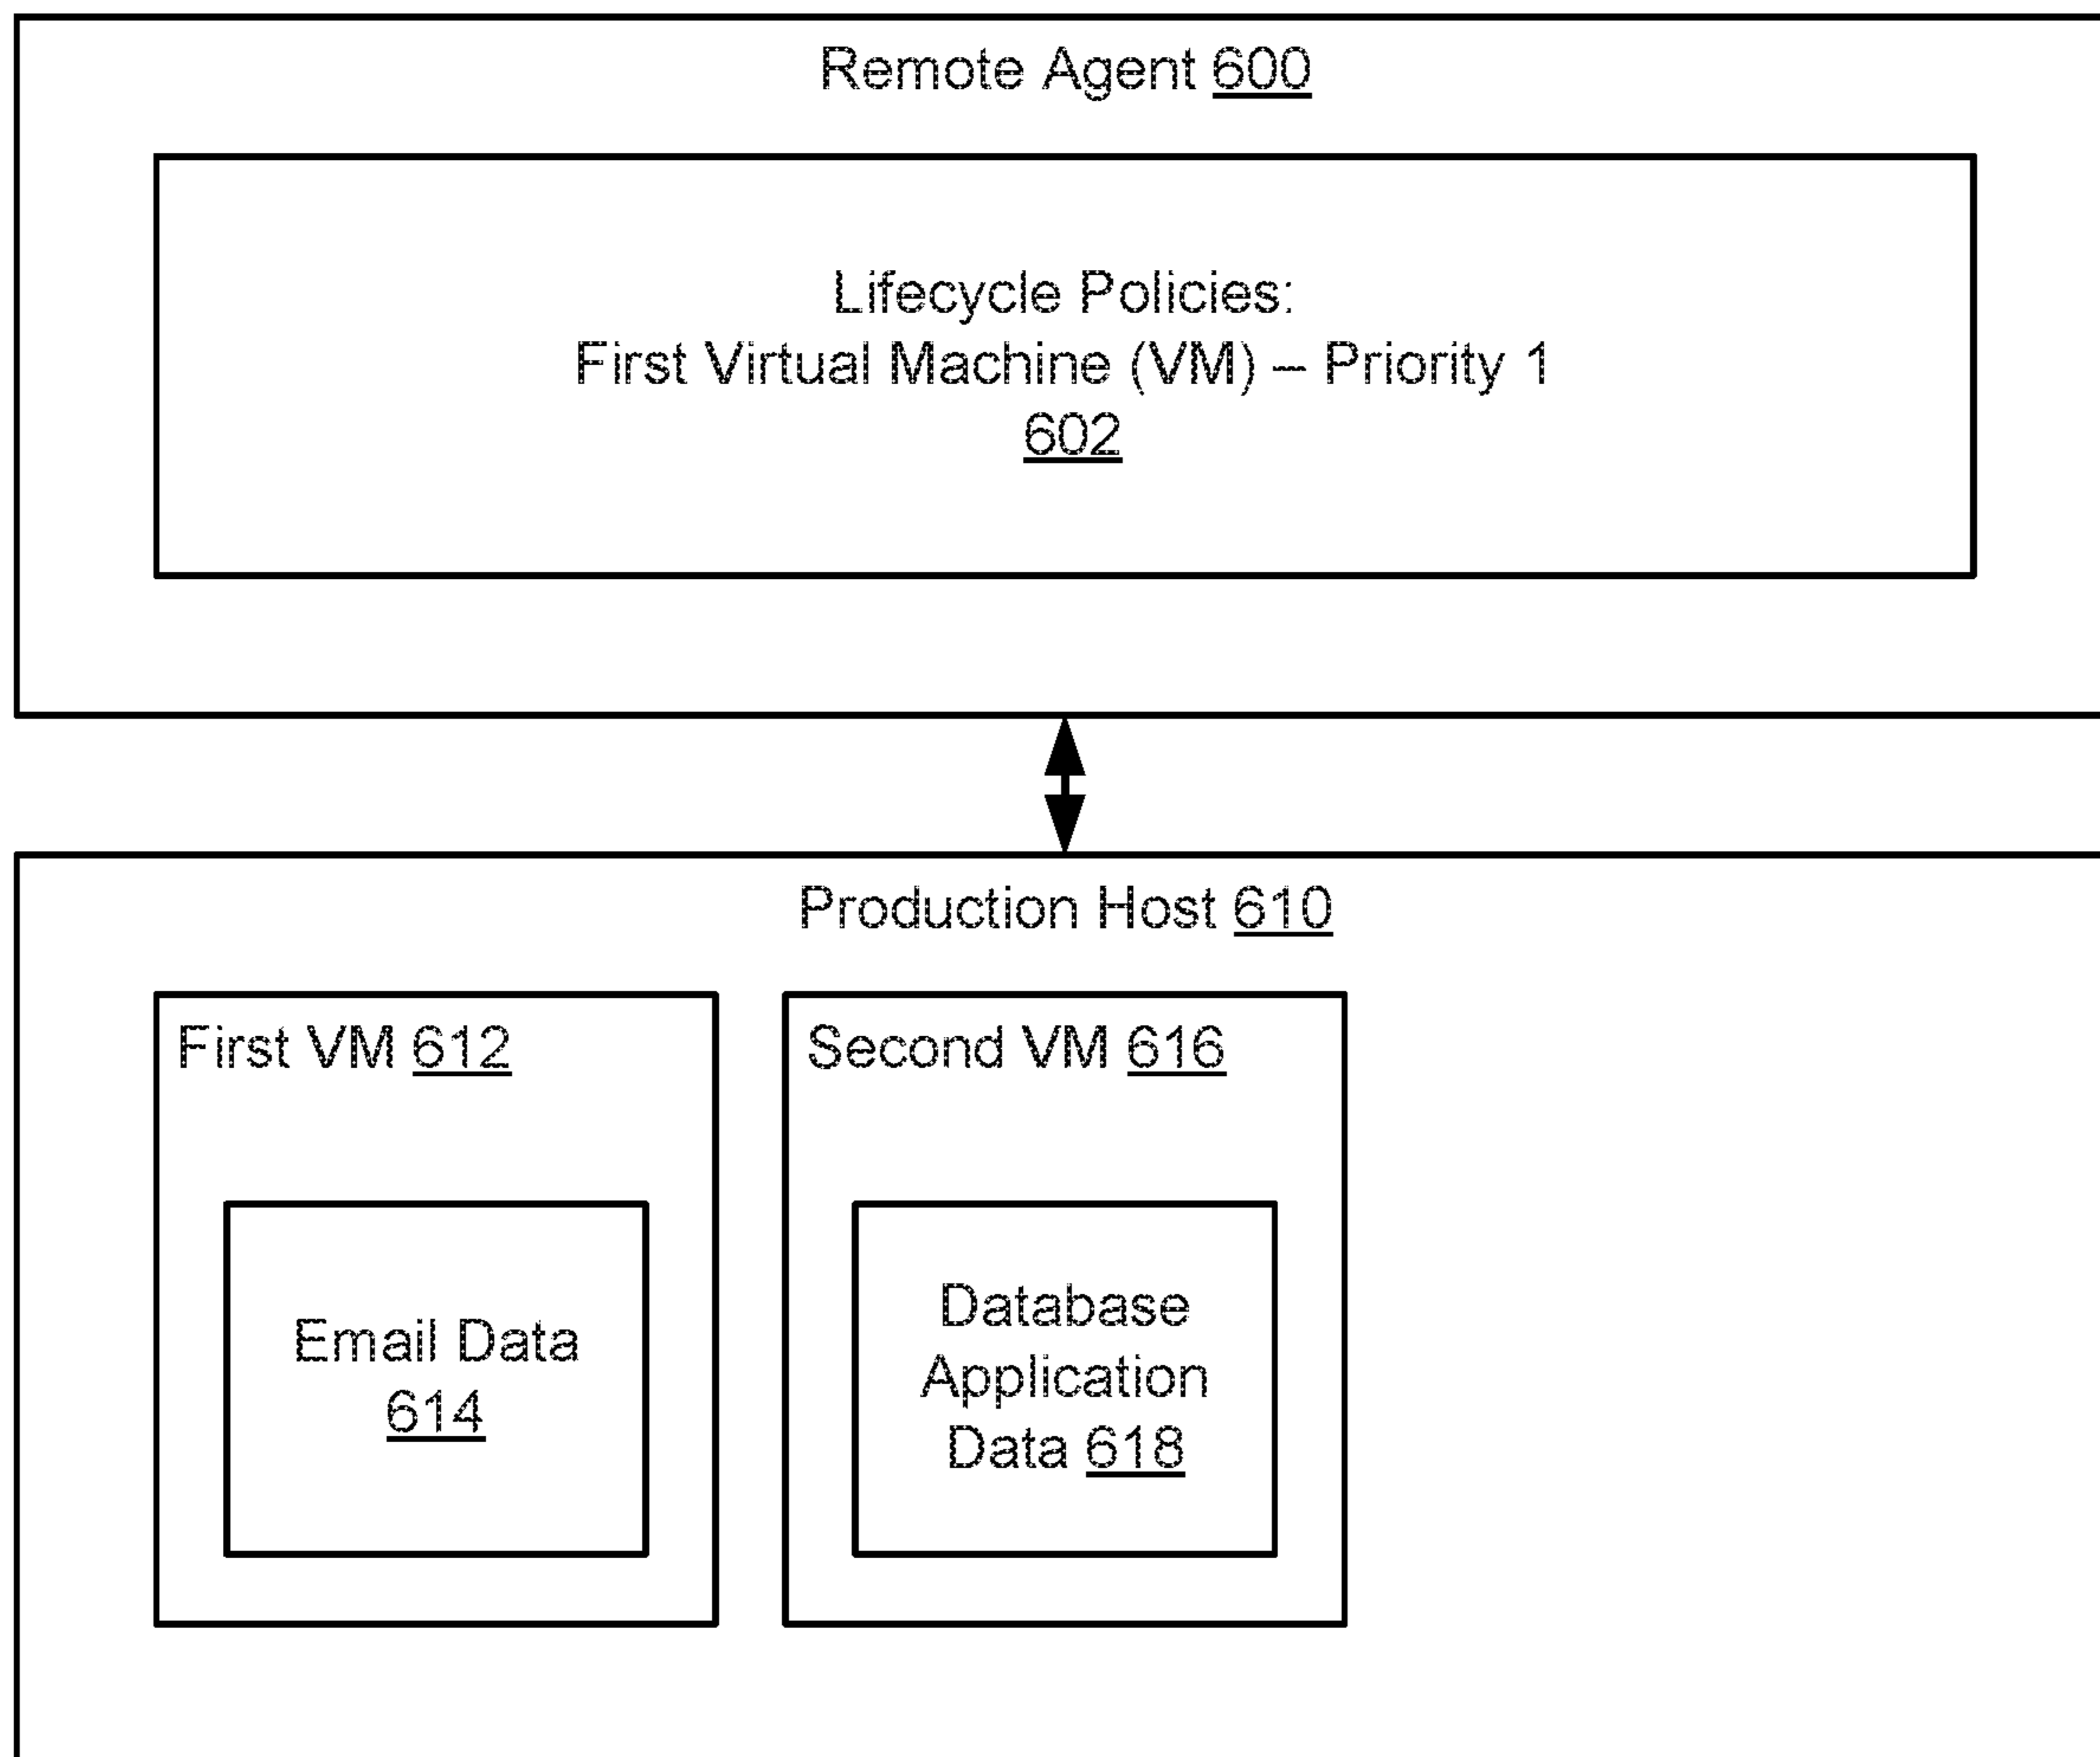 Remote Agent 600
Lifecycle Policies:
First Virtual Machine (VM) – Priority 1
602
Production Host 610
First VM 612
Second VM 616
Email Data
614
Database
Application
Data 618